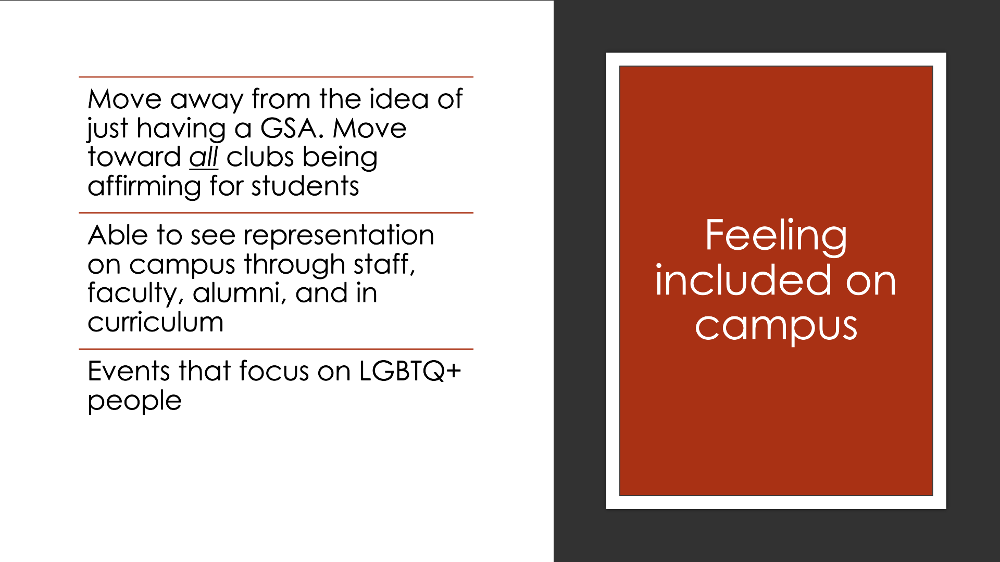 Move away from the idea of
just having a GSA. Move
toward all clubs being
affirming for students
Able to see representation
on campus through staff,
faculty, alumni, and in
curriculum
Events that focus on LGBTQ+
people
Feeling
included on
campus